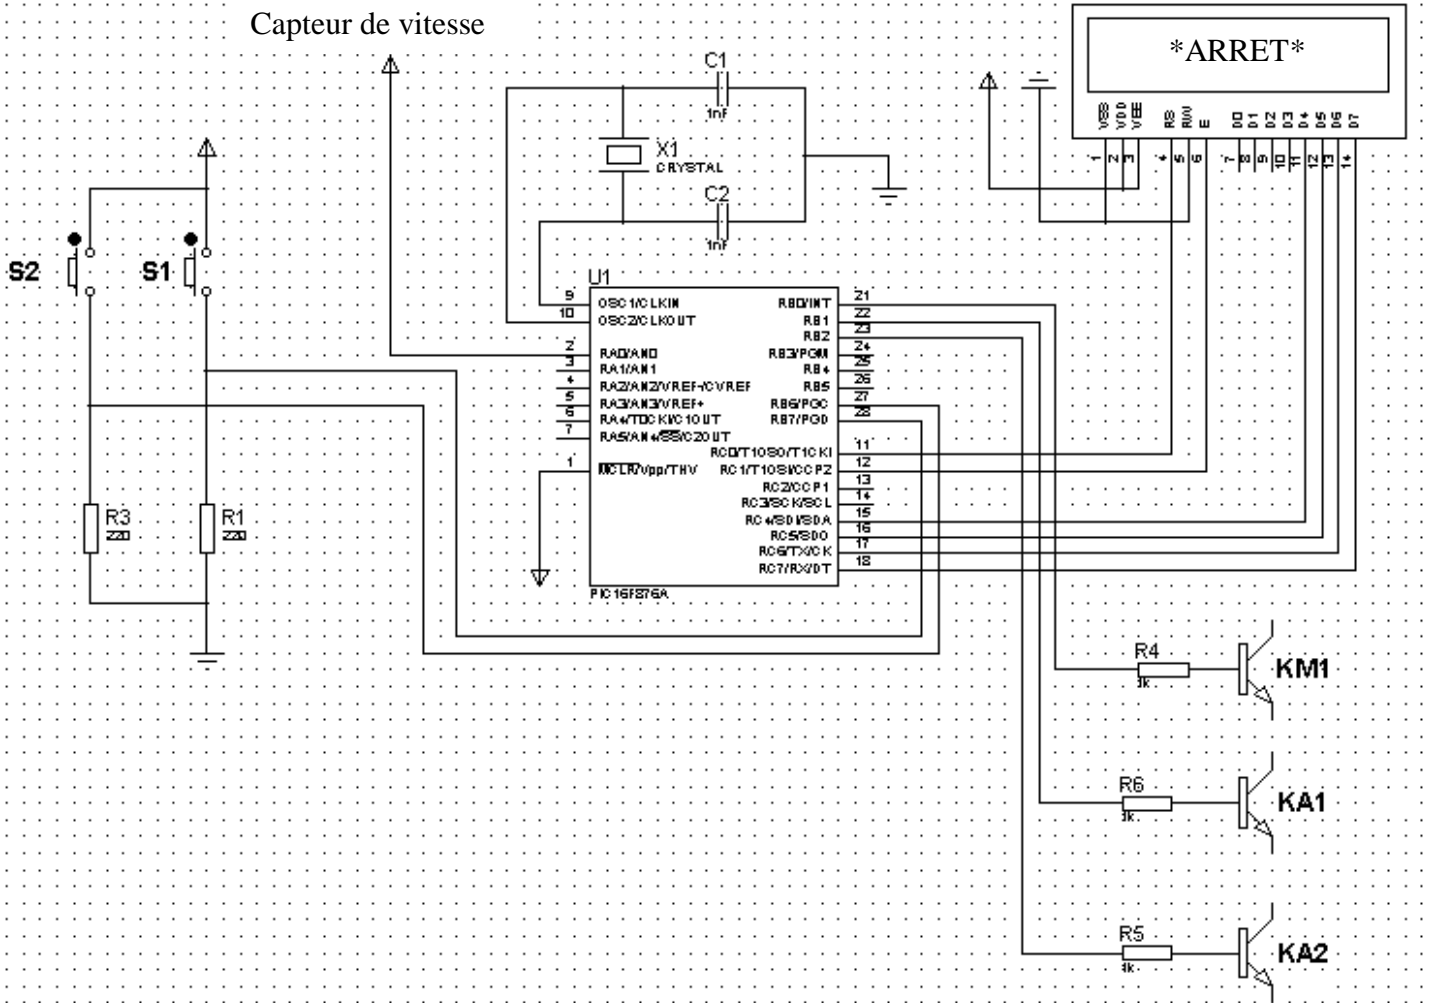 Capteur de vitesse
*ARRET*
VSS
VDD
VEE
RS
RW
E
D0
D1
D2
D3
D4
D5
D6
D7
1
2
3
4
5
6
7
8
9
10
11
12
13
14
C1
1nF
X1
CRYSTAL
C2
1nF
S2
S1
U1
9 OSC1/CLKIN
10 OSC2/CLKOUT
2 RA0/AN0
3 RA1/AN1
4 RA2/AN2/VREF-/CVREF
5 RA3/AN3/VREF+
6 RA4/T0CKI/C1OUT
7 RA5/AN4/SS/C2OUT
1 MCLR/Vpp/THV
RB0/INT 21
RB1 22
RB2 23
RB3/PGM 24
RB4 25
RB5 26
RB6/PGC 27
RB7/PGD 28
RC0/T1OSO/T1CKI 11
RC1/T1OSI/CCP2 12
RC2/CCP1 13
RC3/SCK/SCL 14
RC4/SDI/SDA 15
RC5/SDO 16
RC6/TX/CK 17
RC7/RX/DT 18
PIC16F876A
R3
220
R1
220
R4
1k
KM1
R6
1k
KA1
R5
1k
KA2